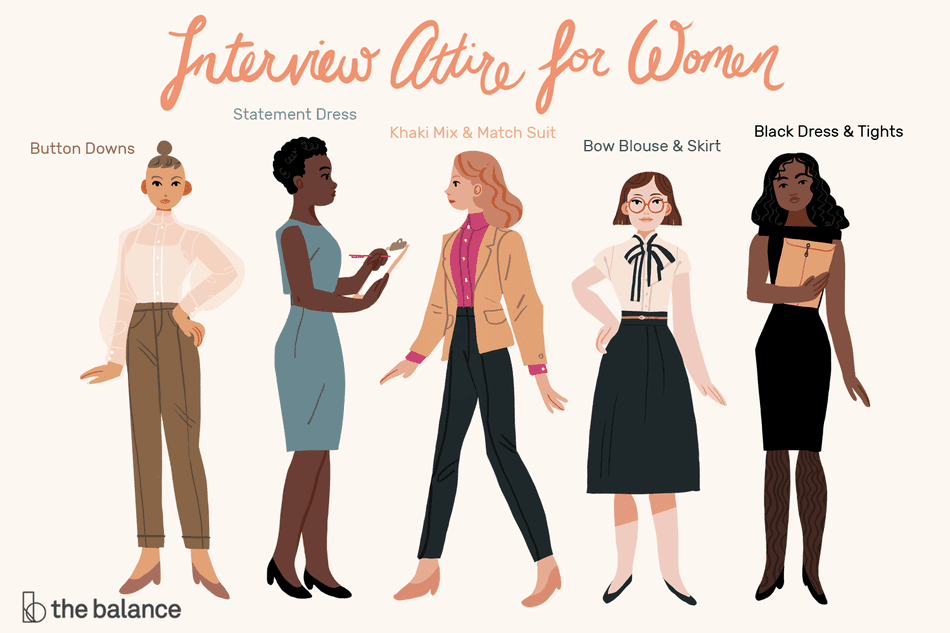 Interview Attire for Women
Statement Dress
Khaki Mix & Match Suit
Black Dress & Tights
Button Downs
Bow Blouse & Skirt
the balance